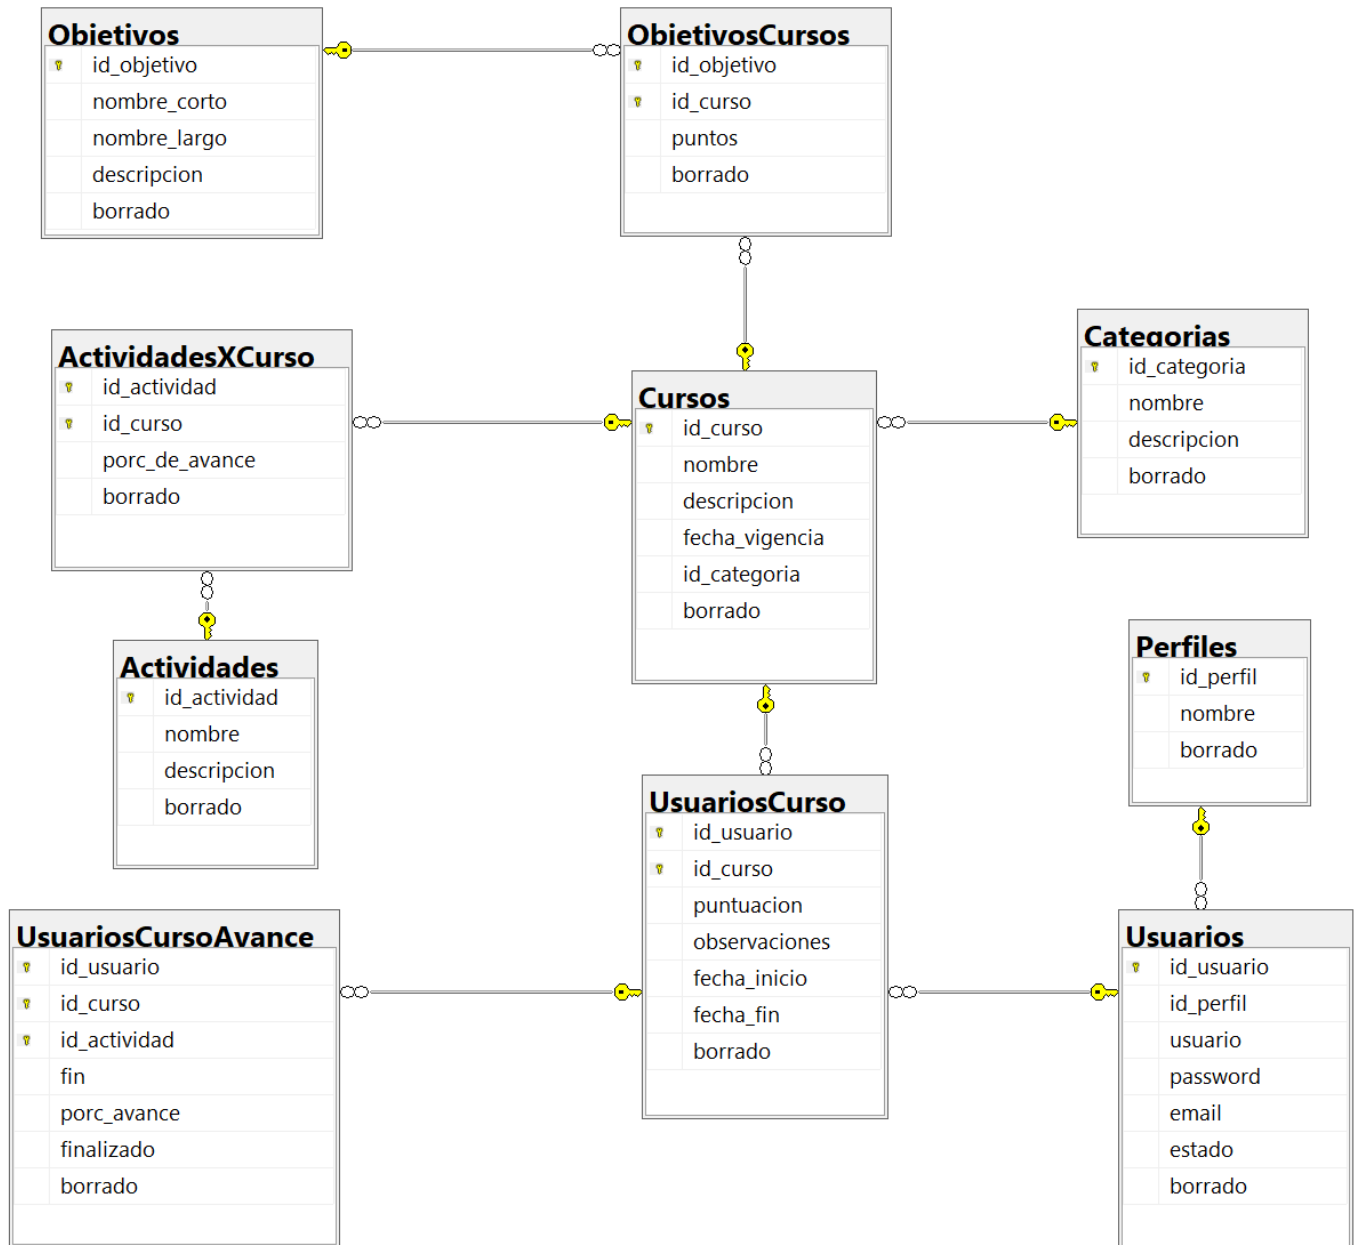 Objetivos
id_objetivo
nombre_corto
nombre_largo
descripcion
borrado
ObjetivosCursos
id_objetivo
id_curso
puntos
borrado
ActividadesXCurso
id_actividad
id_curso
porc_de_avance
borrado
Cursos
id_curso
nombre
descripcion
fecha_vigencia
id_categoria
borrado
Categorias
id_categoria
nombre
descripcion
borrado
Actividades
id_actividad
nombre
descripcion
borrado
Perfiles
id_perfil
nombre
borrado
UsuariosCurso
id_usuario
id_curso
puntuacion
observaciones
fecha_inicio
fecha_fin
borrado
UsuariosCursoAvance
id_usuario
id_curso
id_actividad
fin
porc_avance
finalizado
borrado
Usuarios
id_usuario
id_perfil
usuario
password
email
estado
borrado